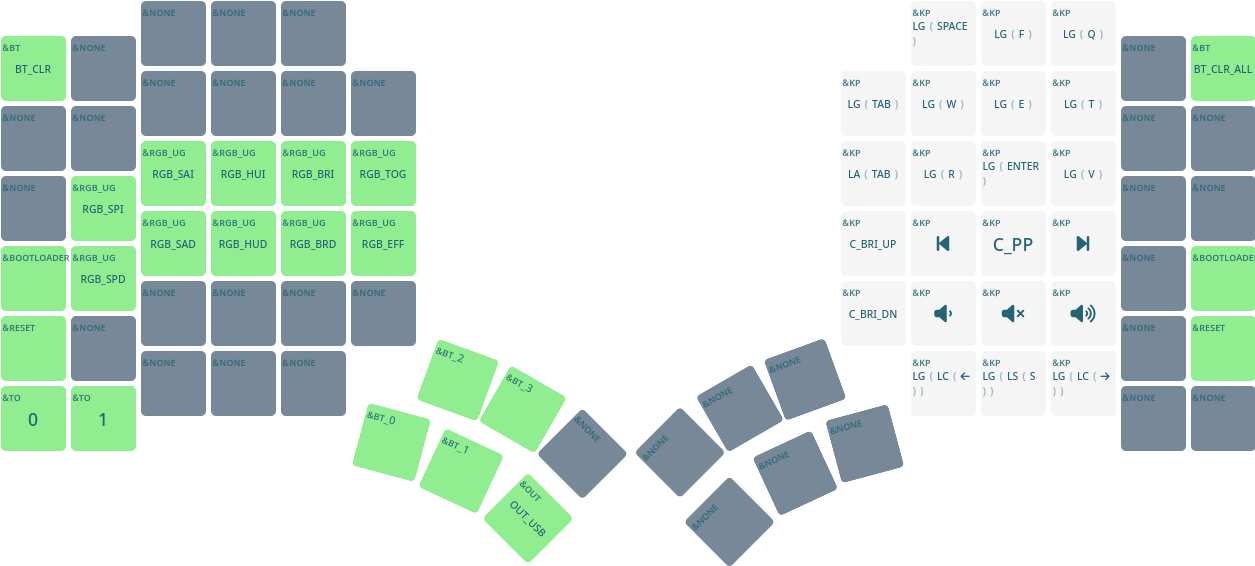 &NONE &NONE &NONE &KP &KP &KP
LG ( SPACE ) LG ( F ) LG ( Q )
&BT &NONE &NONE &BT
BT_CLR BT_CLR_ALL
&NONE &NONE &NONE &NONE &KP &KP &KP &KP
LG ( TAB ) LG ( W ) LG ( E ) LG ( T )
&NONE &NONE &NONE &NONE
&RGB_UG &RGB_UG &RGB_UG &RGB_UG &KP &KP &KP &KP
RGB_SAI RGB_HUI RGB_BRI RGB_TOG LA ( TAB ) LG ( R ) LG ( ENTER ) LG ( V )
&NONE &RGB_UG &NONE &NONE
RGB_SPI
&RGB_UG &RGB_UG &RGB_UG &RGB_UG &KP &KP &KP &KP
RGB_SAD RGB_HUD RGB_BRD RGB_EFF C_BRI_UP C_PP
&BOOTLOADER &RGB_UG &NONE &BOOTLOADE
RGB_SPD
&NONE &NONE &NONE &NONE &KP &KP &KP &KP
C_BRI_DN
&RESET &NONE &NONE &RESET
&NONE &NONE &NONE &KP &KP &KP
LG ( LC ( ← ) ) LG ( LS ( S ) ) LG ( LC ( → ) )
&TO &TO &NONE &NONE
0 1
&BT_2 &BT_3 &NONE &NONE &NONE &NONE
&BT_0 &BT_1 &OUT &NONE &NONE &NONE
OUT_USB